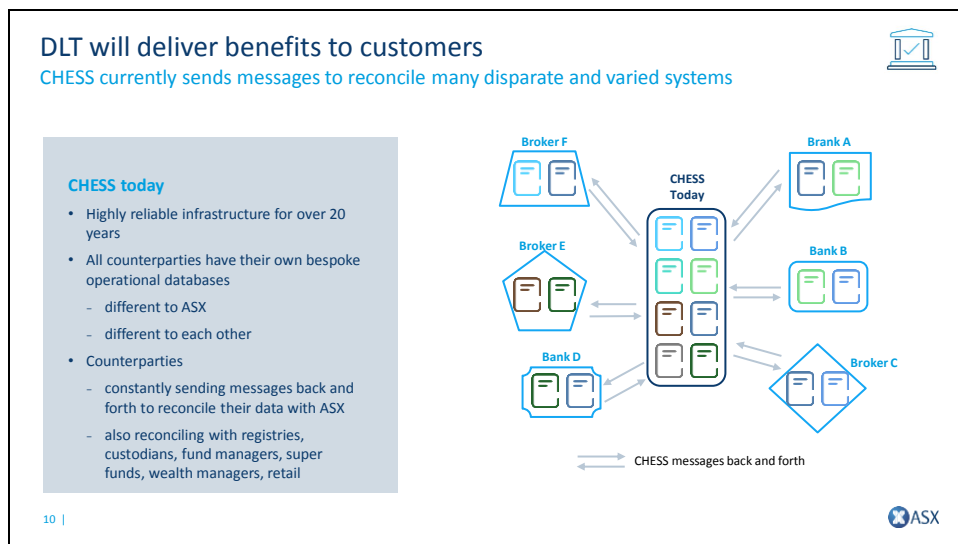 DLT will deliver benefits to customers
CHESS currently sends messages to reconcile many disparate and varied systems
CHESS today
• Highly reliable infrastructure for over 20
years
• All counterparties have their own bespoke
operational databases
- different to ASX
- different to each other
• Counterparties
- constantly sending messages back and
forth to reconcile their data with ASX
- also reconciling with registries,
custodians, fund managers, super
funds, wealth managers, retail
Broker F
Brank A
CHESS
Today
Broker E
Bank B
Bank D
Broker C
CHESS messages back and forth
10 |
ASX